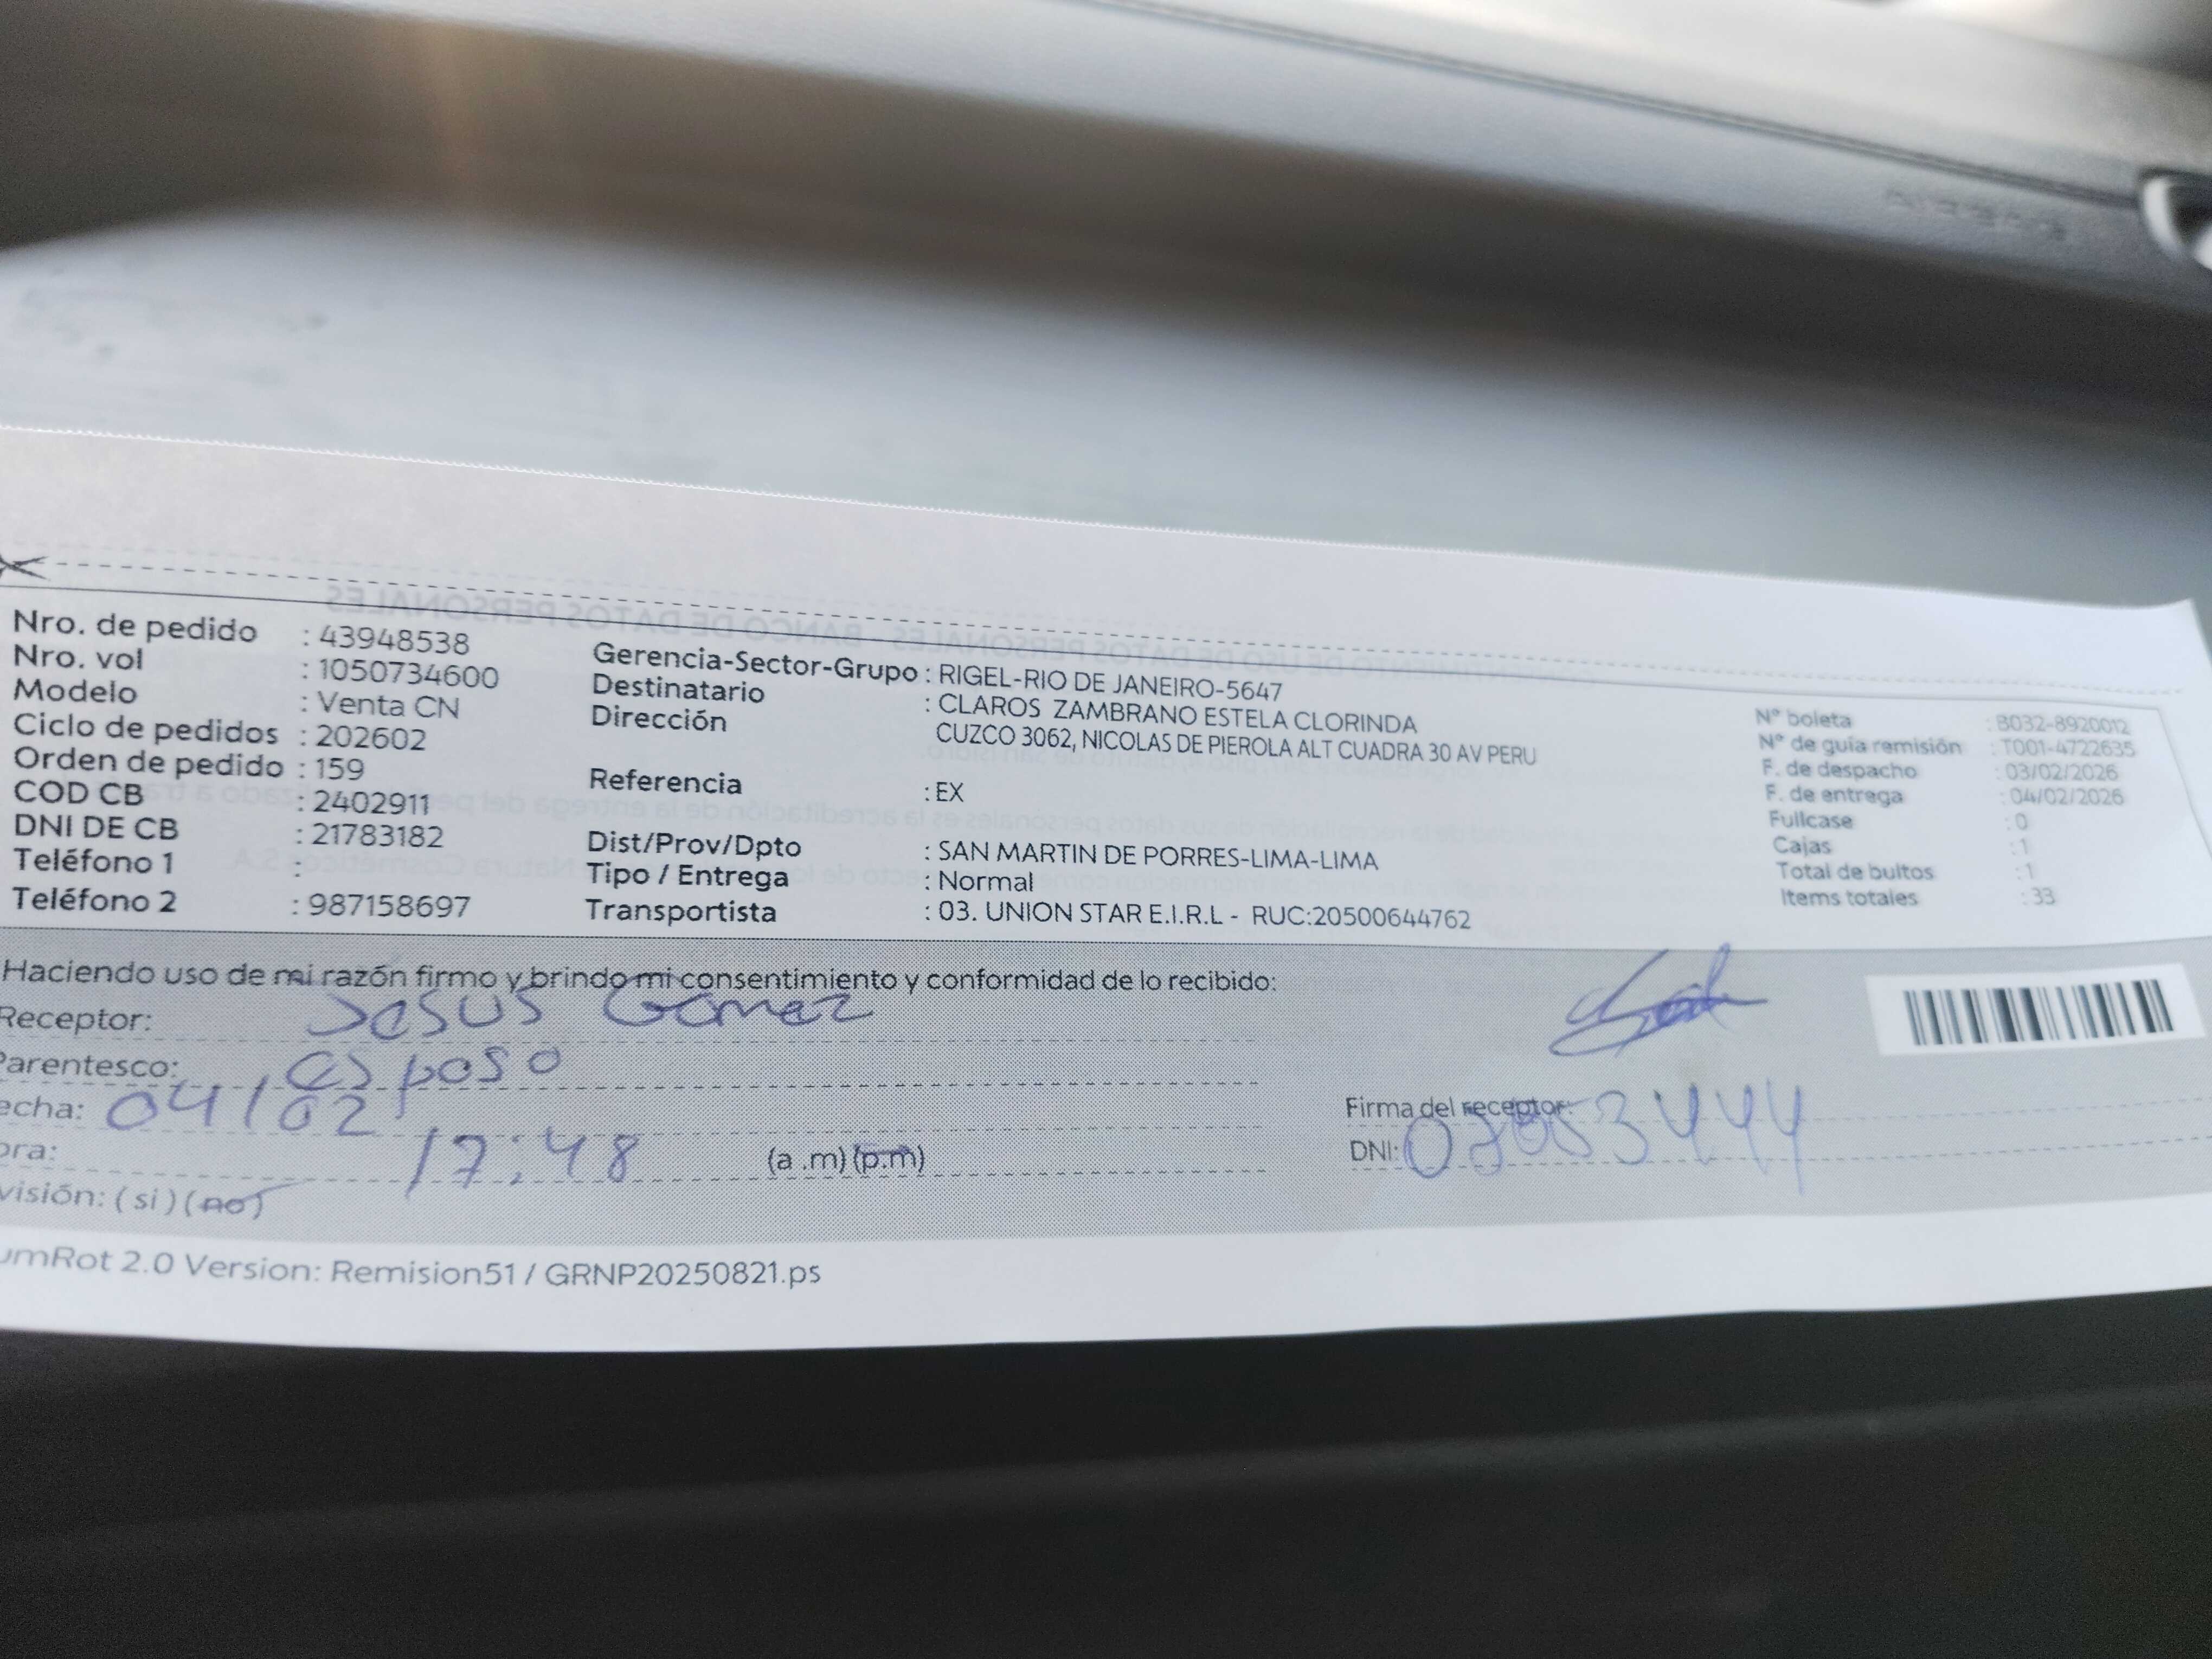 Nro. de pedido : 43948538
Nro. vol : 1050734600
Modelo : Venta CN
Ciclo de pedidos : 202602
Orden de pedido : 159
COD CB : 2402911
DNI DE CB : 21783182
Teléfono 1 :
Teléfono 2 : 987158697
Gerencia-Sector-Grupo : RIGEL-RIO DE JANEIRO-5647
Destinatario : CLAROS ZAMBRANO ESTELA CLORINDA
Dirección CUZCO 3062, NICOLAS DE PIEROLA ALT CUADRA 30 AV PERU
Referencia : EX
Dist/Prov/Dpto : SAN MARTIN DE PORRES-LIMA-LIMA
Tipo / Entrega : Normal
Transportista : 03. UNION STAR E.I.R.L - RUC:20500644762
N° boleta : B032-8920012
N° de guía remisión : T001-4722635
F. de despacho : 03/02/2026
F. de entrega : 04/02/2026
Fullcase : 0
Cajas : 1
Total de bultos : 1
Items totales : 33
Haciendo uso de mi razón firmo y brindo mi consentimiento y conformidad de lo recibido:
Receptor: Jesus Gomez
Parentesco: esposo
echa: 04/02
ora: 17:48 (a .m) (p.m)
visión: ( si ) ( no )
Firma del receptor:
DNI:
umRot 2.0 Version: Remision51 / GRNP20250821.ps